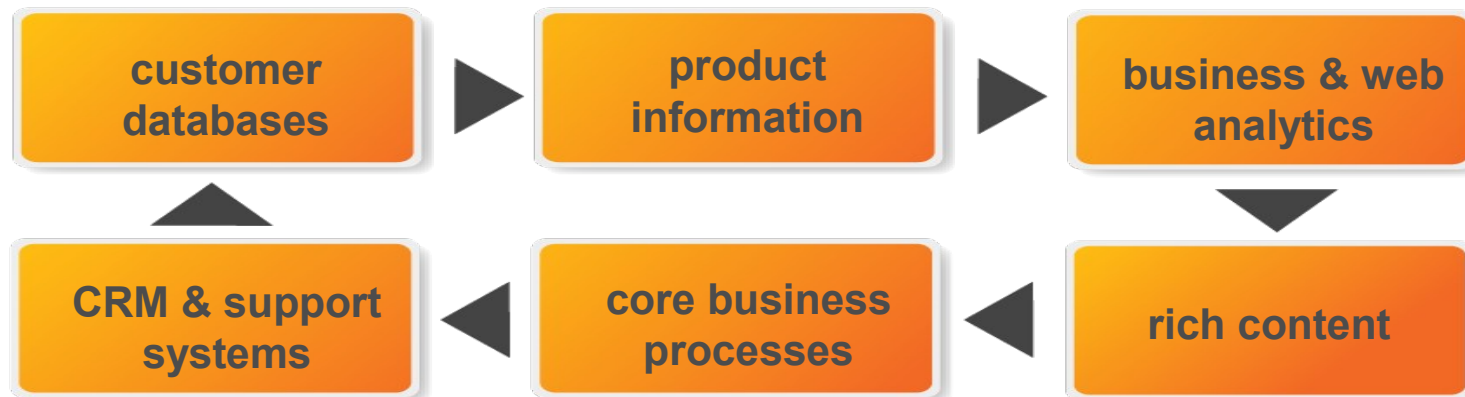 customer
databases
product
information
business & web
analytics
CRM & support
systems
core business
processes
rich content